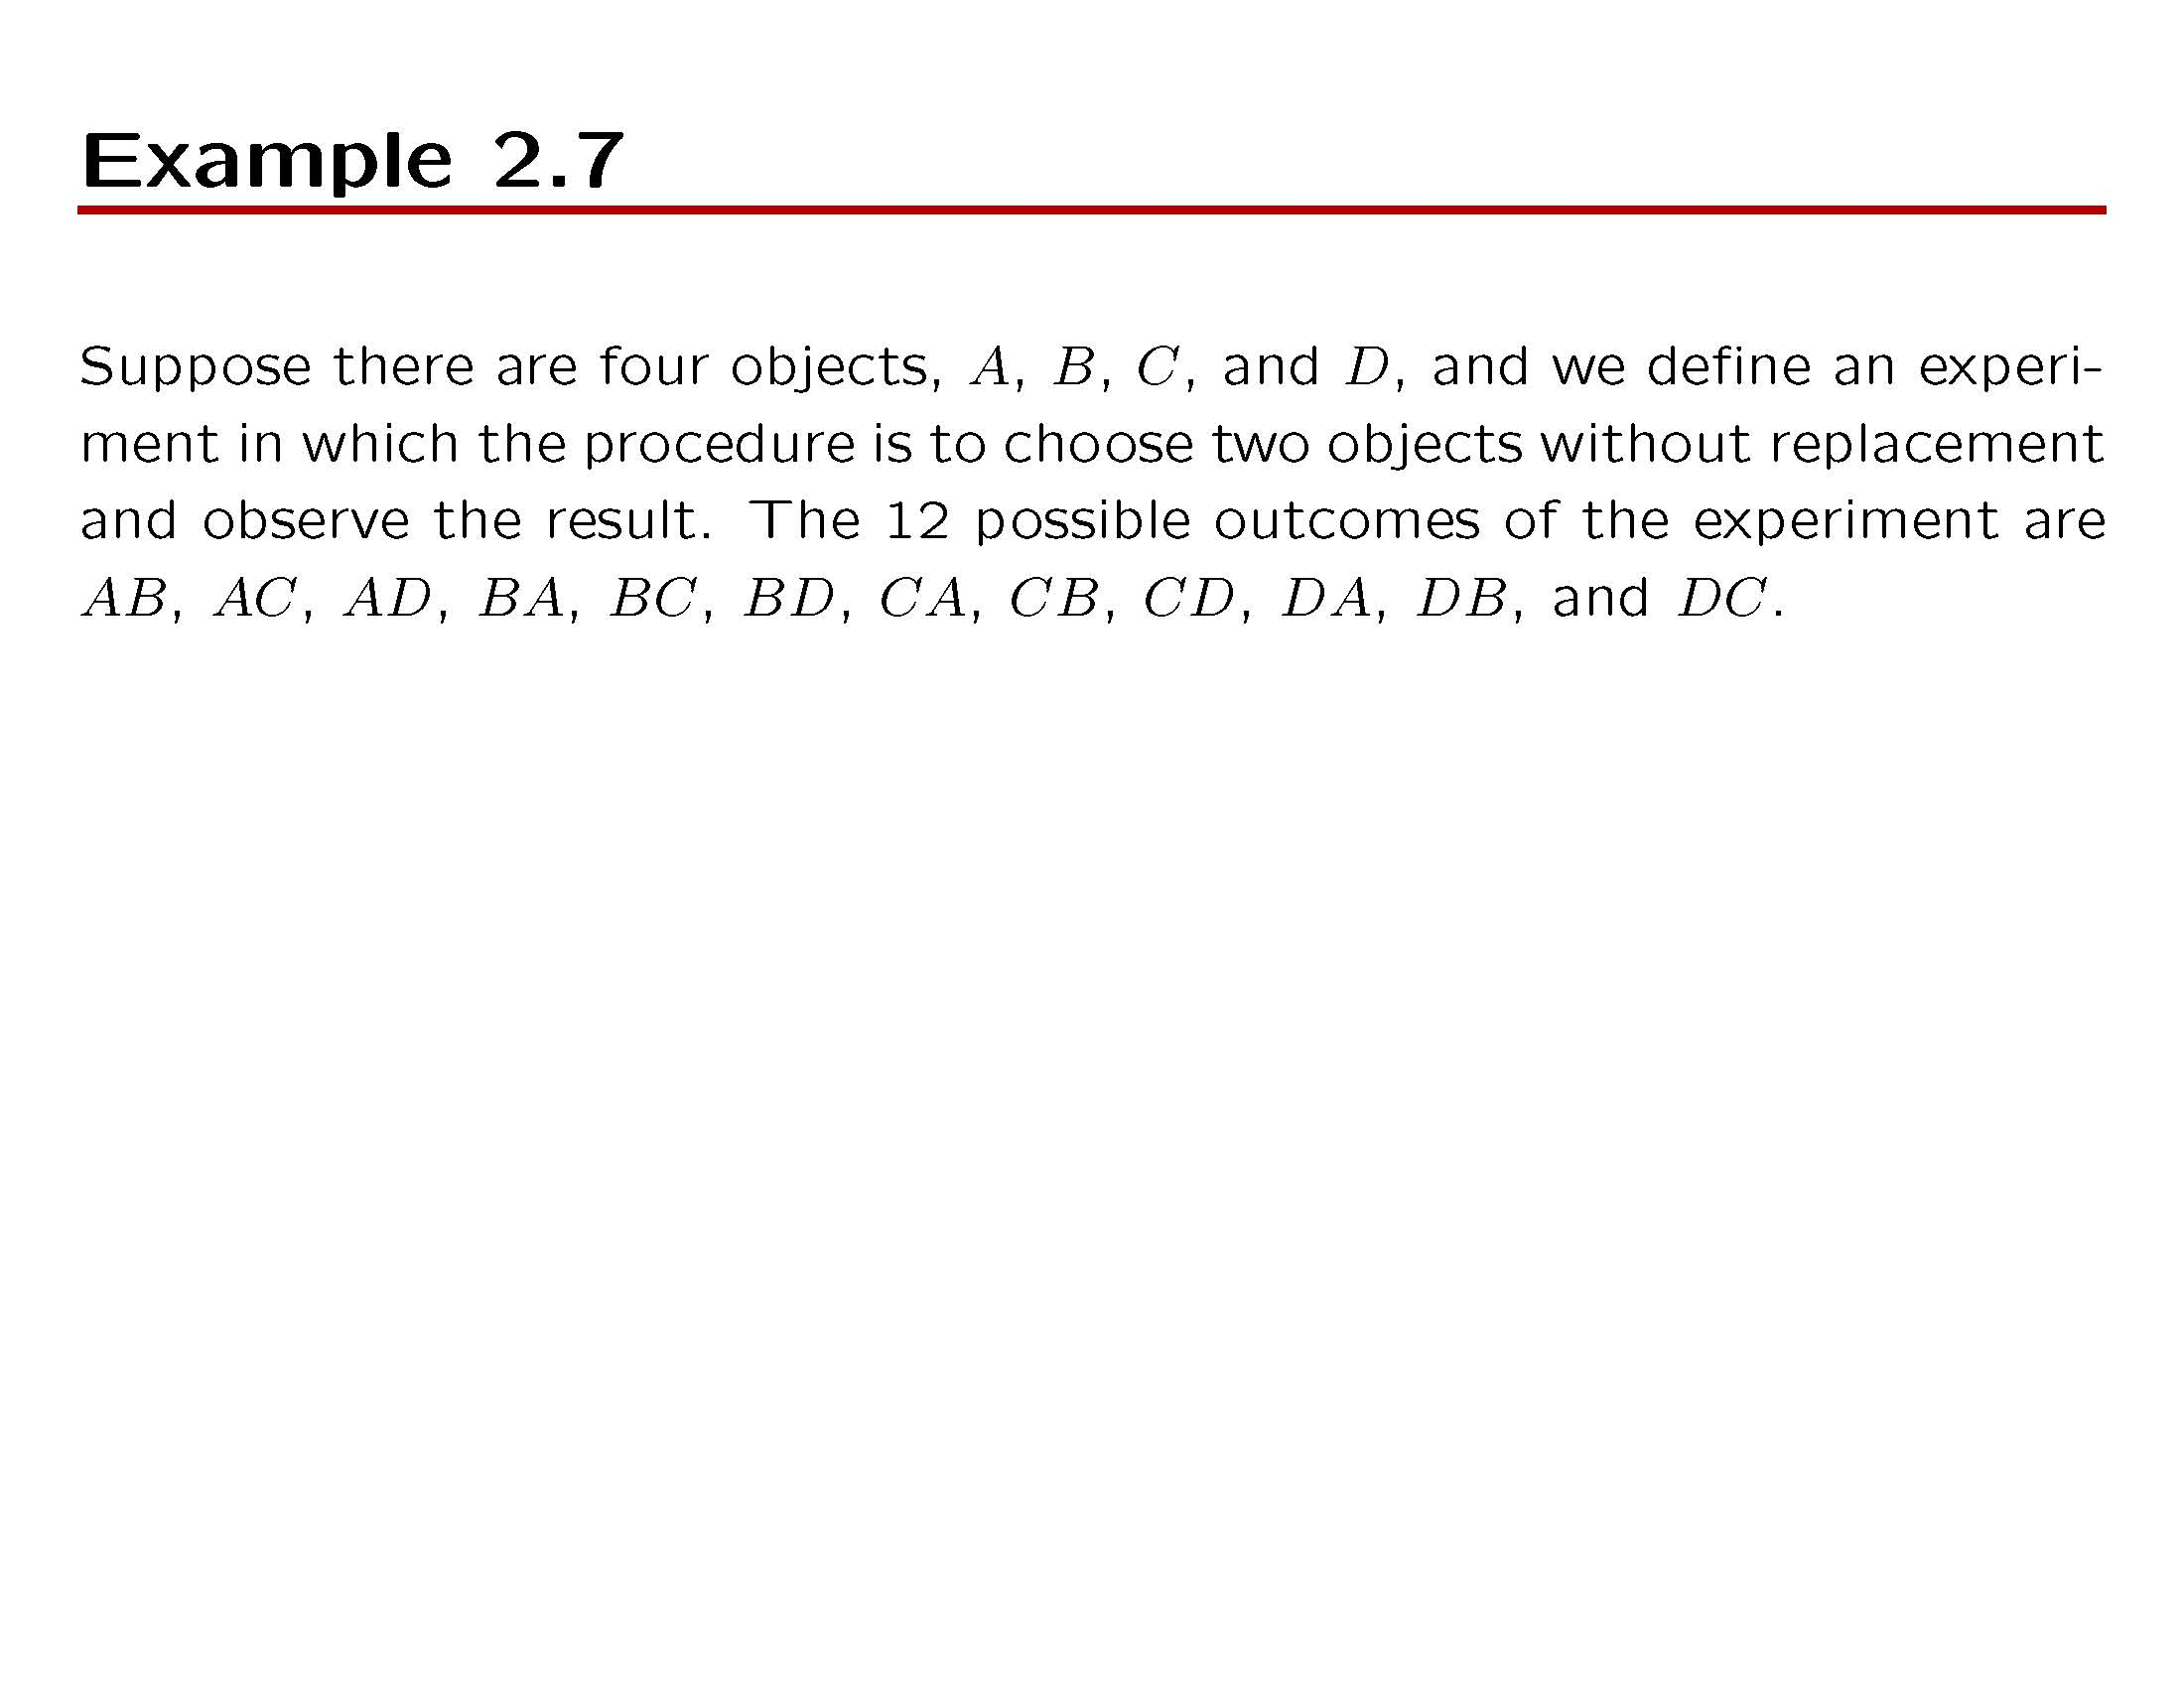 Example 2.7
Suppose there are four objects, A, B, C, and D, and we define an experi-
ment in which the procedure is to choose two objects without replacement
and observe the result. The 12 possible outcomes of the experiment are
AB, AC, AD, BA, BC, BD, CA, CB, CD, DA, DB, and DC.